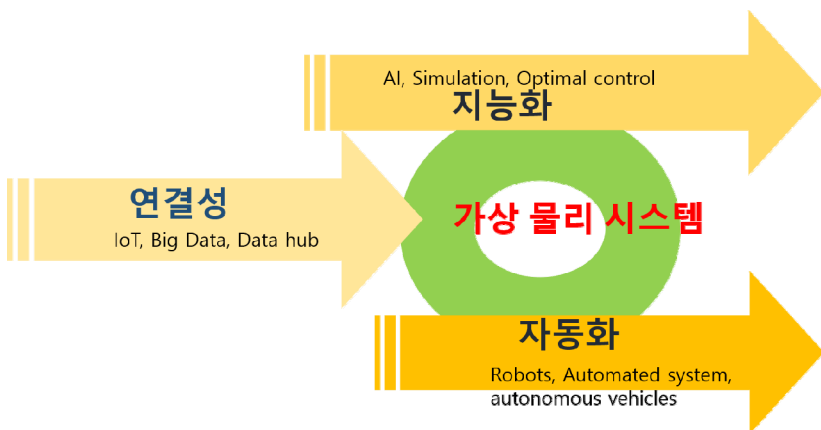 AI, Simulation, Optimal control
지능화
연결성
IoT, Big Data, Data hub
가상 물리 시스템
자동화
Robots, Automated system,
autonomous vehicles